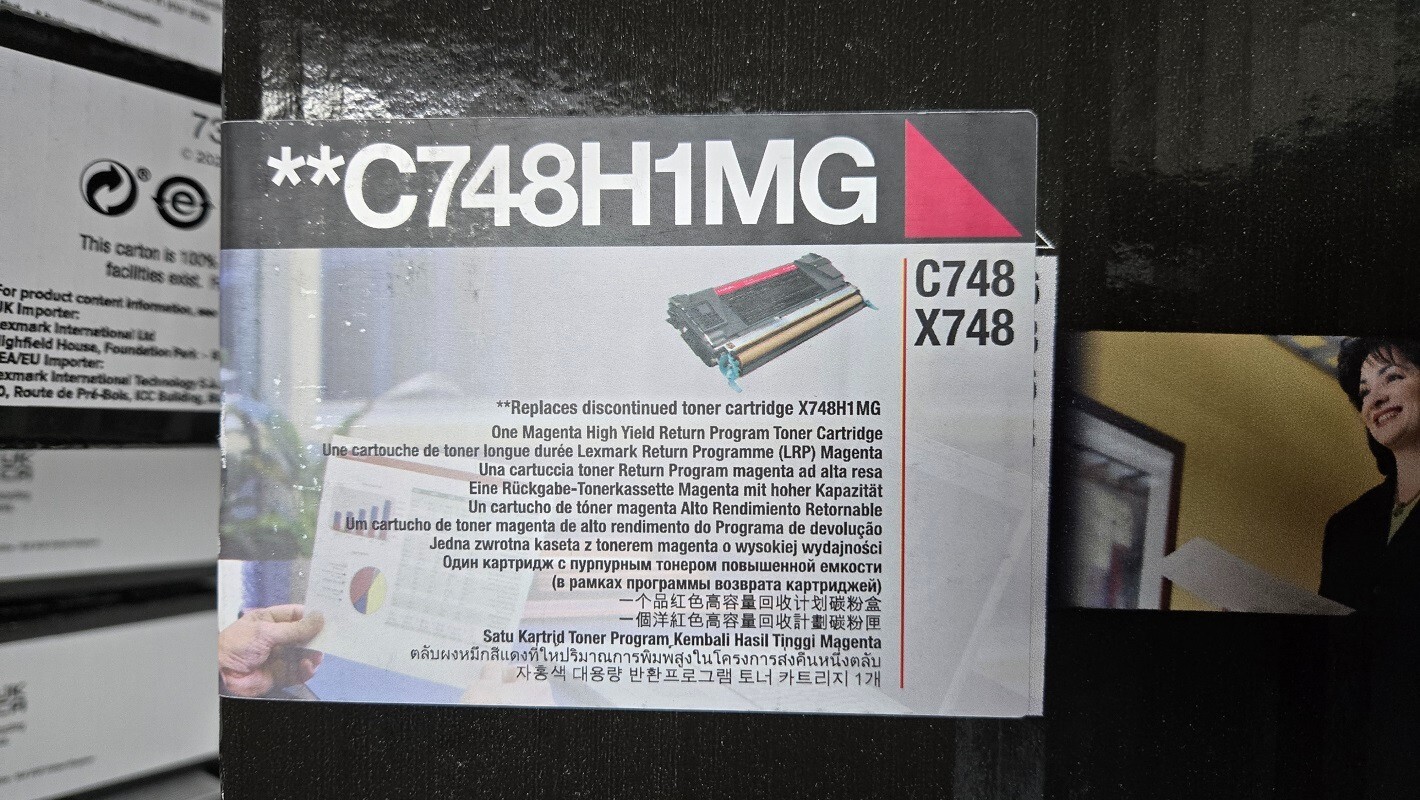 **C748H1MG
C748
X748
**Replaces discontinued toner cartridge X748H1MG
One Magenta High Yield Return Program Toner Cartridge
Une cartouche de toner longue durée Lexmark Return Programme (LRP) Magenta
Una cartuccia toner Return Program magenta ad alta resa
Eine Rückgabe-Tonerkassette Magenta mit hoher Kapazität
Un cartucho de tóner magenta Alto Rendimiento Retornable
Um cartucho de toner magenta de alto rendimento do Programa de devolução
Jedna zwrotna kaseta z tonerem magenta o wysokiej wydajności
Один картридж с пурпурным тонером повышенной емкости
(в рамках программы возврата картриджей)
一个品红色高容量回收计划碳粉盒
一個洋紅色高容量回收計劃碳粉匣
Satu Kartrid Toner Program Kembali Hasil Tinggi Magenta
ตลับผงหมึกสีแดงที่ให้ปริมาณการพิมพ์สูงในโครงการส่งคืนหนึ่งตลับ
자홍색 대용량 반환프로그램 토너 카트리지 1개
73
© 202
®
This carton is 100%
facilities exist.
For product content information,
UK Importer:
exmark International Ltd
ighfield House, Foundation Park -
EA/EU Importer:
exmark International Technology S.A.
0, Route de Pré-Bois, ICC Building,